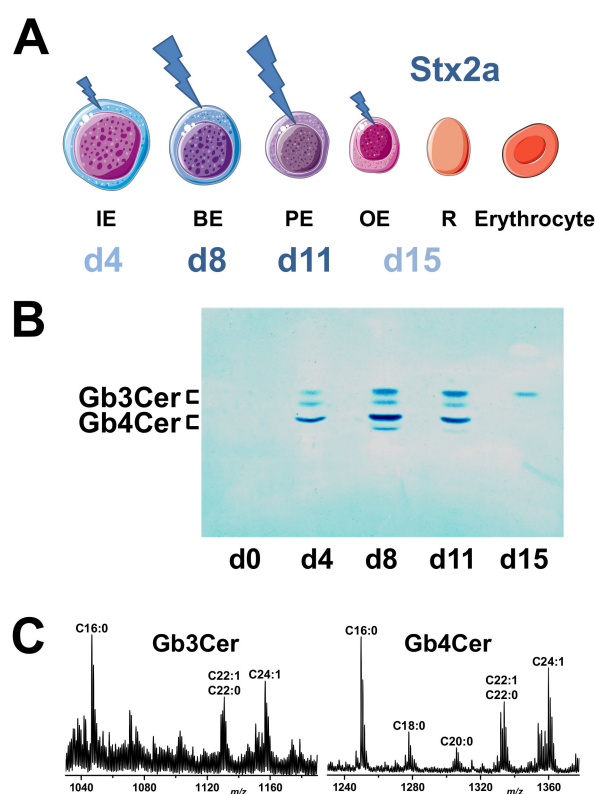 A
Stx2a
IE BE PE OE R Erythrocyte
d4 d8 d11 d15
B
Gb3Cer
Gb4Cer
d0 d4 d8 d11 d15
C
Gb3Cer
C16:0
C22:1
C22:0
C24:1
1040 1080 1120 1160
m/z
Gb4Cer
C16:0
C18:0
C20:0
C22:1
C22:0
C24:1
1240 1280 1320 1360
m/z